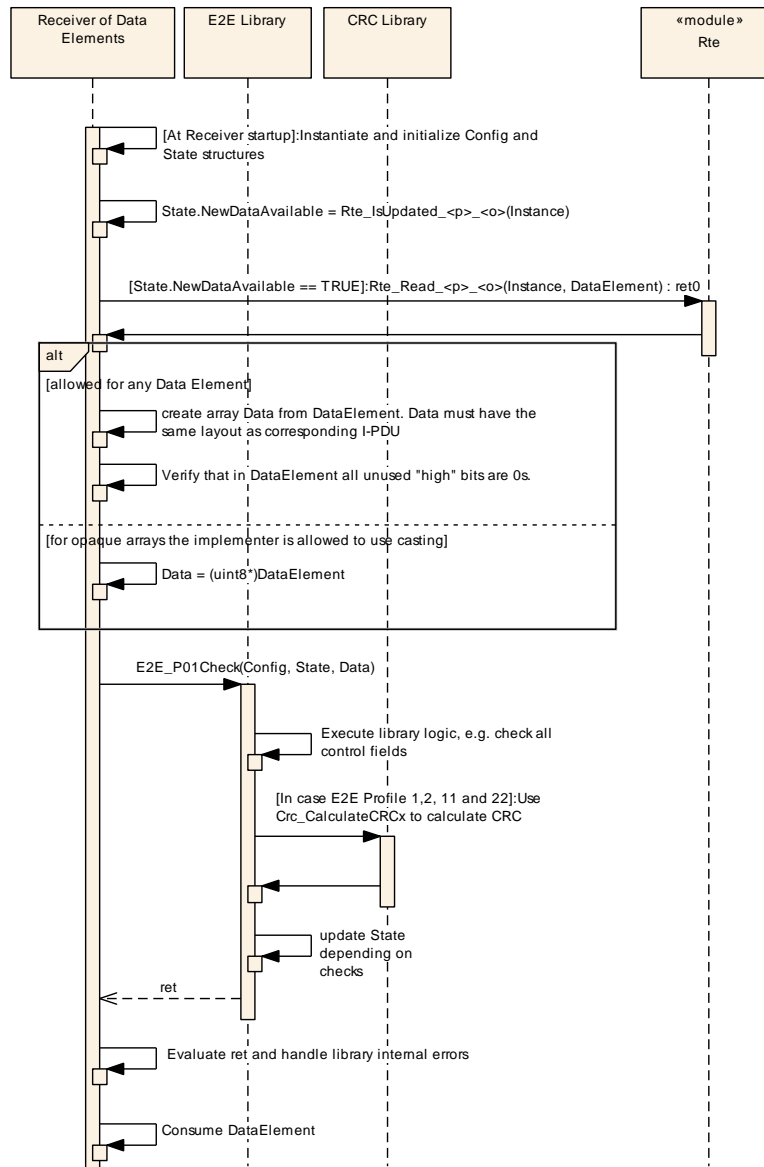 Receiver of Data
Elements
E2E Library
CRC Library
«module»
Rte
[At Receiver startup]:Instantiate and initialize Config and
State structures
State.NewDataAvailable = Rte_IsUpdated_<p>_<o>(Instance)
[State.NewDataAvailable == TRUE]:Rte_Read_<p>_<o>(Instance, DataElement) : ret0
alt
[allowed for any Data Element]
create array Data from DataElement. Data must have the
same layout as corresponding I-PDU
Verify that in DataElement all unused "high" bits are 0s.
[for opaque arrays the implementer is allowed to use casting]
Data = (uint8*)DataElement
E2E_P01Check(Config, State, Data)
Execute library logic, e.g. check all
control fields
[In case E2E Profile 1,2, 11 and 22]:Use
Crc_CalculateCRCx to calculate CRC
update State
depending on
checks
ret
Evaluate ret and handle library internal errors
Consume DataElement